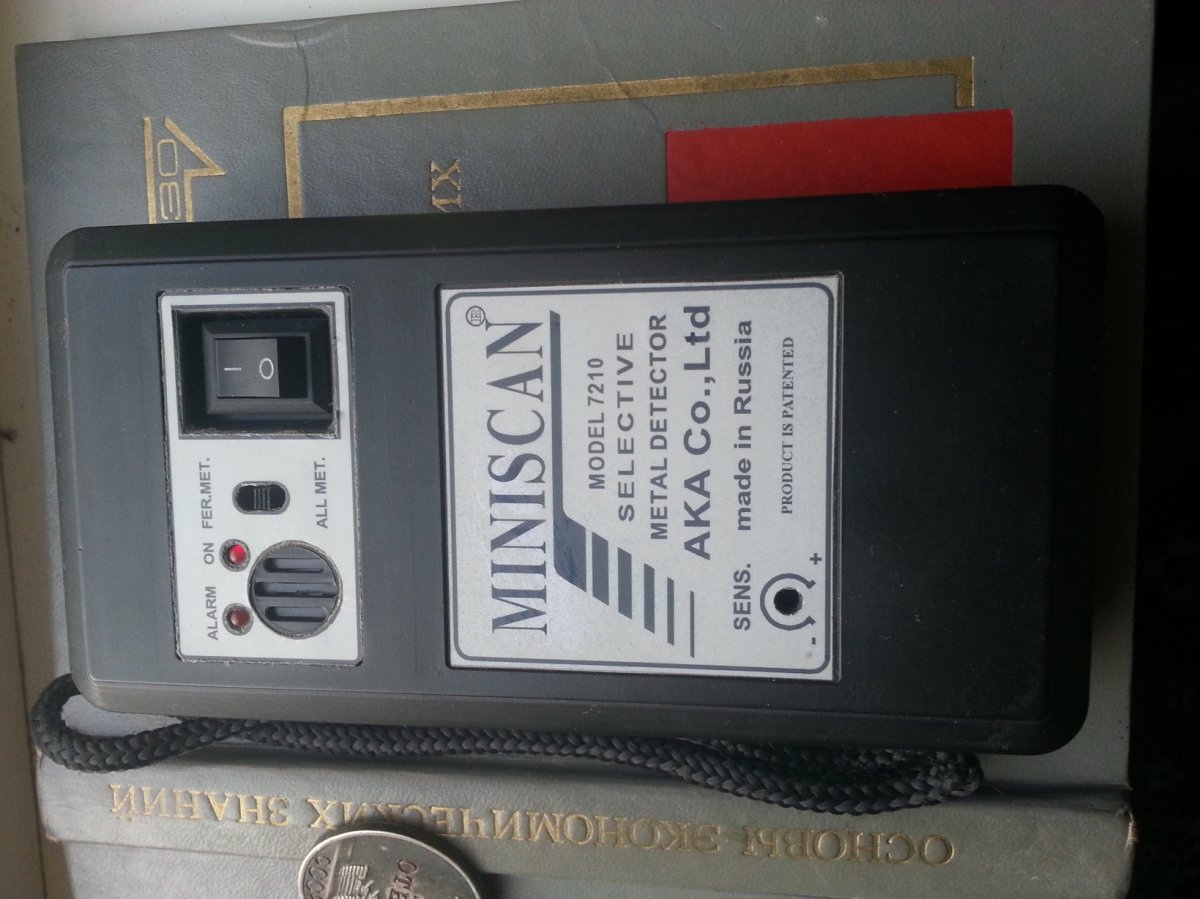 ALARM ON FER.MET.
ALL MET.
I O
MINISCAN®
MODEL 7210
SELECTIVE
METAL DETECTOR
AKA Co.,Ltd
SENS. made in Russia
- +
PRODUCT IS PATENTED
ОСНОВЫ ЭКОНОМИЧЕСКИХ ЗНАНИЙ
СССР